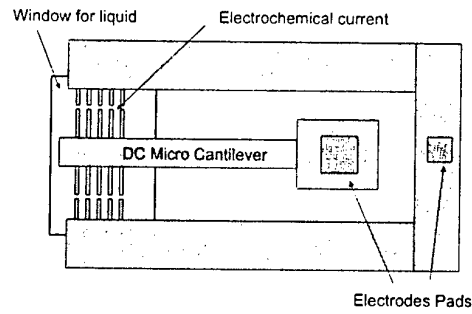 Window for liquid
Electrochemical current
DC Micro Cantilever
Electrodes Pads